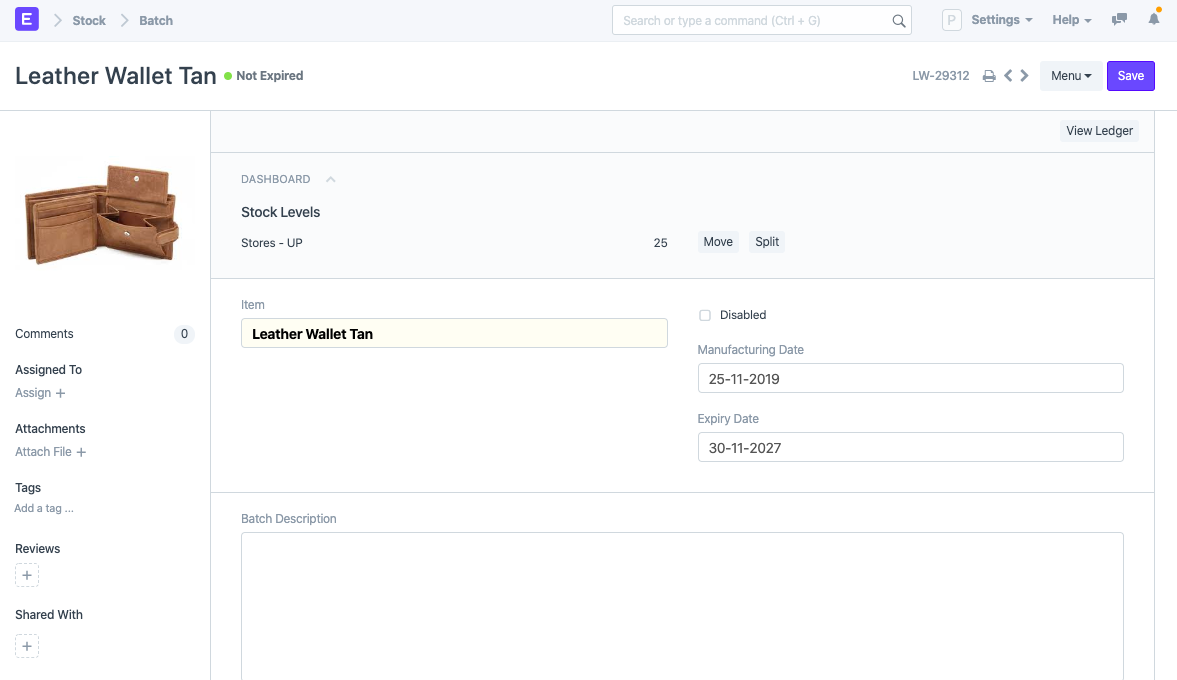 E Stock Batch Search or type a command (Ctrl + G) P Settings Help
Leather Wallet Tan Not Expired LW-29312 Menu Save
View Ledger
DASHBOARD
Stock Levels
Stores - UP 25 Move Split
Item
Leather Wallet Tan
Disabled
Manufacturing Date
25-11-2019
Expiry Date
30-11-2027
Batch Description
Comments 0
Assigned To
Assign +
Attachments
Attach File +
Tags
Add a tag ...
Reviews
+
Shared With
+